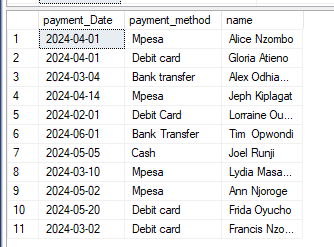 payment_Date payment_method name
1 2024-04-01 Mpesa Alice Nzombo
2 2024-04-01 Debit card Gloria Atieno
3 2024-03-04 Bank transfer Alex Odhia...
4 2024-04-14 Mpesa Jeph Kiplagat
5 2024-02-01 Debit Card Lorraine Ou...
6 2024-06-01 Bank Transfer Tim Opwondi
7 2024-05-05 Cash Joel Runji
8 2024-03-10 Mpesa Lydia Masa...
9 2024-05-02 Mpesa Ann Njoroge
10 2024-05-20 Debit card Frida Oyucho
11 2024-03-02 Debit card Francis Nzo...